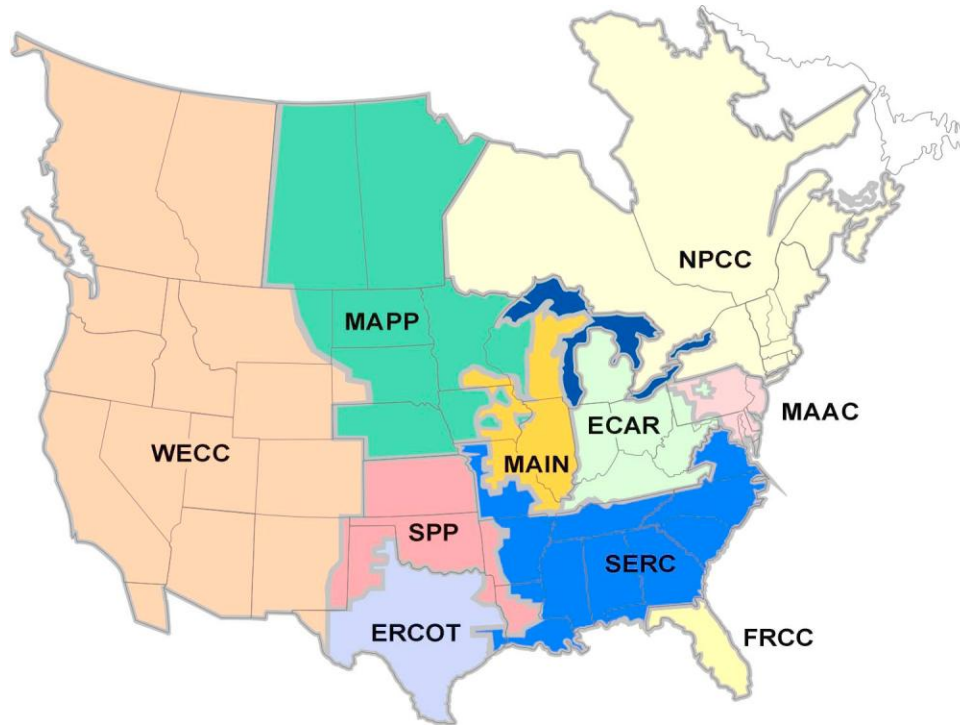 NPCC
MAPP
MAAC
ECAR
WECC
MAIN
SPP
SERC
ERCOT
FRCC